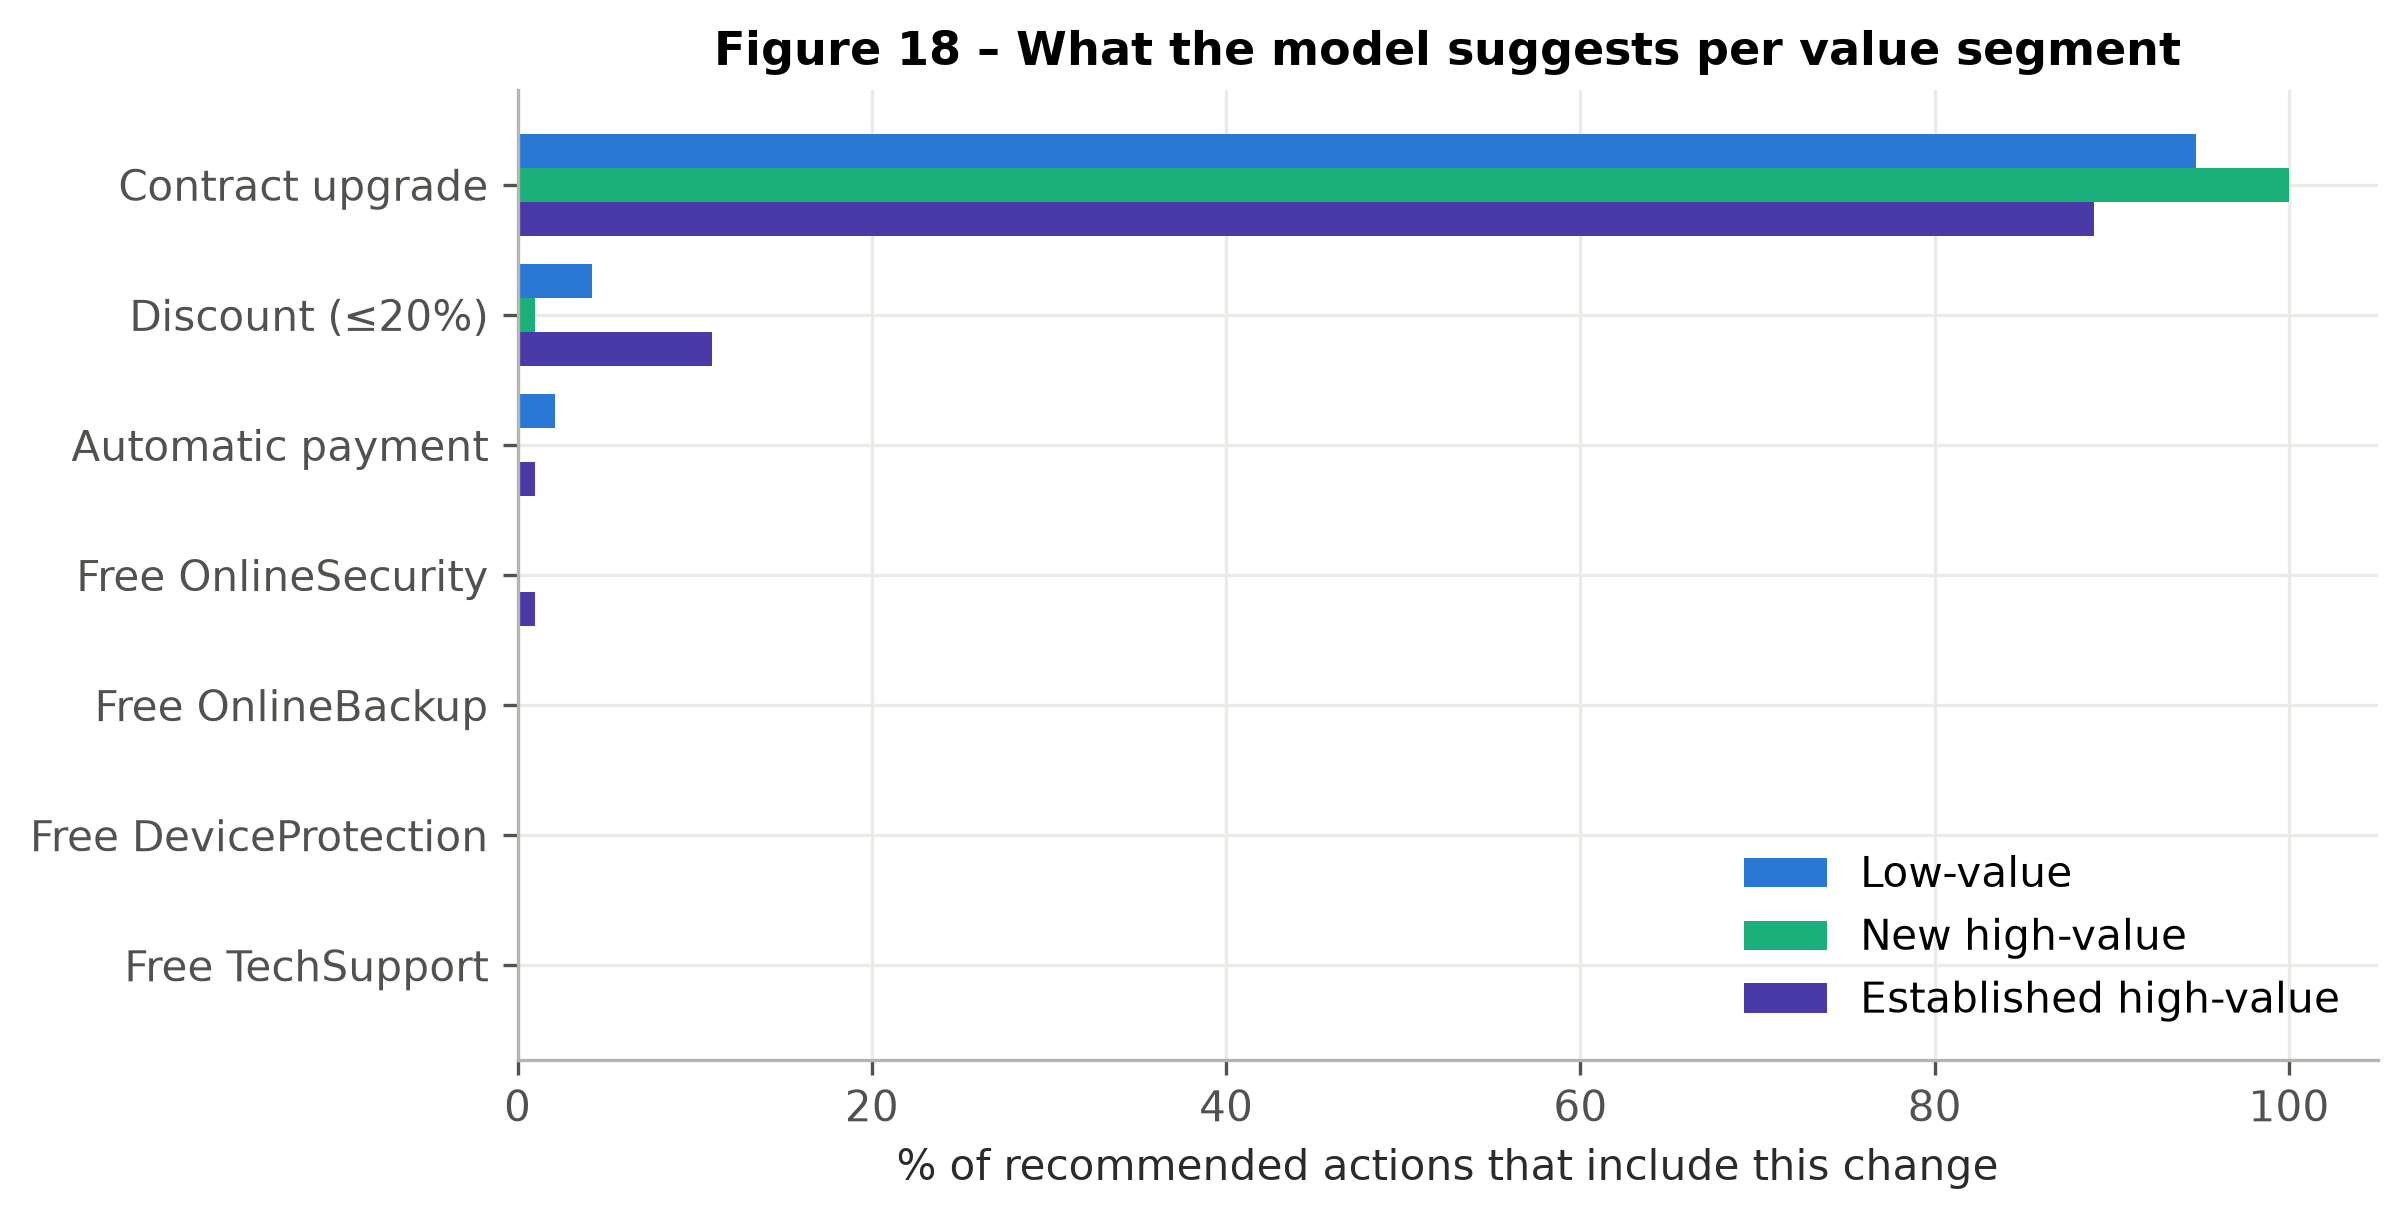 Figure 18 – What the model suggests per value segment
Contract upgrade
Discount (≤20%)
Automatic payment
Free OnlineSecurity
Free OnlineBackup
Free DeviceProtection
Free TechSupport
Low-value
New high-value
Established high-value
0 20 40 60 80 100
% of recommended actions that include this change